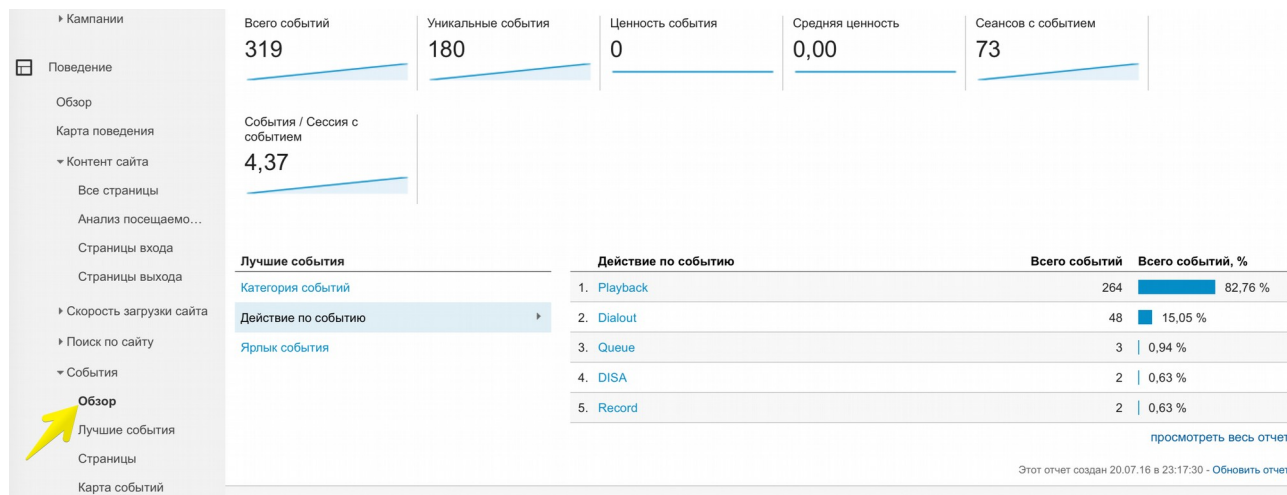 Кампании
Поведение
Обзор
Карта поведения
Контент сайта
Все страницы
Анализ посещаемо...
Страницы входа
Страницы выхода
Скорость загрузки сайта
Поиск по сайту
События
Обзор
Лучшие события
Страницы
Карта событий
Всего событий
319
Уникальные события
180
Ценность события
0
Средняя ценность
0,00
Сеансов с событием
73
События / Сессия с
событием
4,37
Лучшие события
Категория событий
Действие по событию
Ярлык события
Действие по событию Всего событий Всего событий, %
1. Playback 264 82,76 %
2. Dialout 48 15,05 %
3. Queue 3 0,94 %
4. DISA 2 0,63 %
5. Record 2 0,63 %
просмотреть весь отчет
Этот отчет создан 20.07.16 в 23:17:30 - Обновить отчет